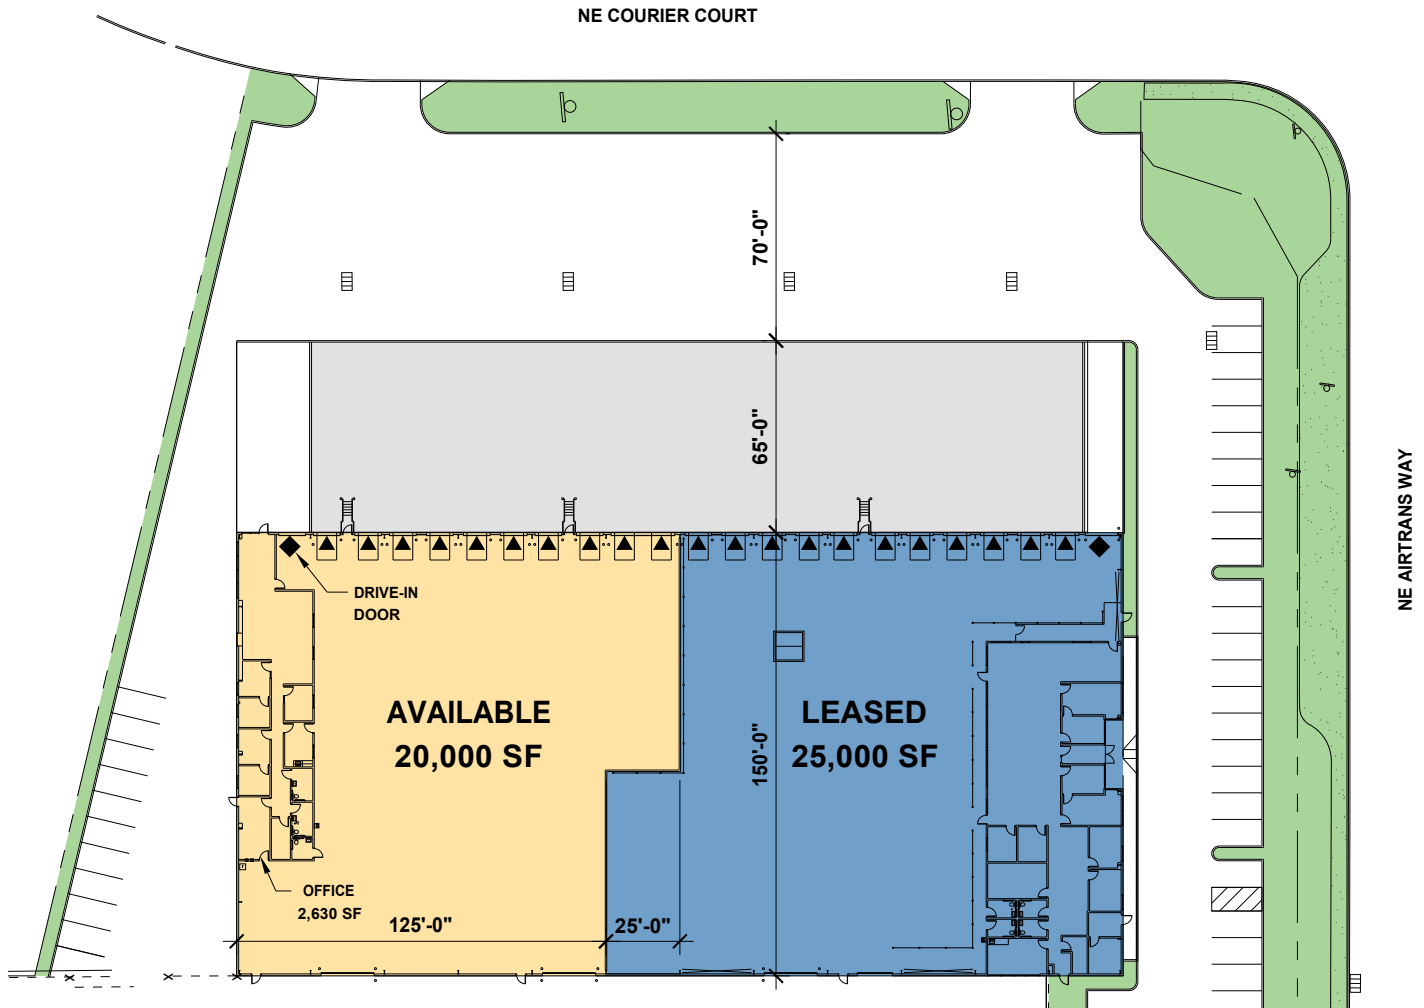 NE COURIER COURT
70'-0"
65'-0"
NE AIRTRANS WAY
DRIVE-IN
DOOR
AVAILABLE
20,000 SF
LEASED
25,000 SF
150'-0"
OFFICE
2,630 SF
125'-0"
25'-0"